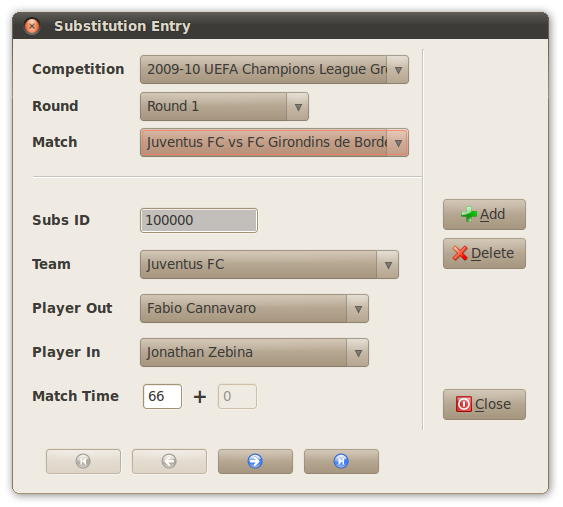 Substitution Entry
Competition 2009-10 UEFA Champions League Gr
Round Round 1
Match Juventus FC vs FC Girondins de Borde
Subs ID 100000
Add
Delete
Team Juventus FC
Player Out Fabio Cannavaro
Player In Jonathan Zebina
Match Time 66 + 0
Close